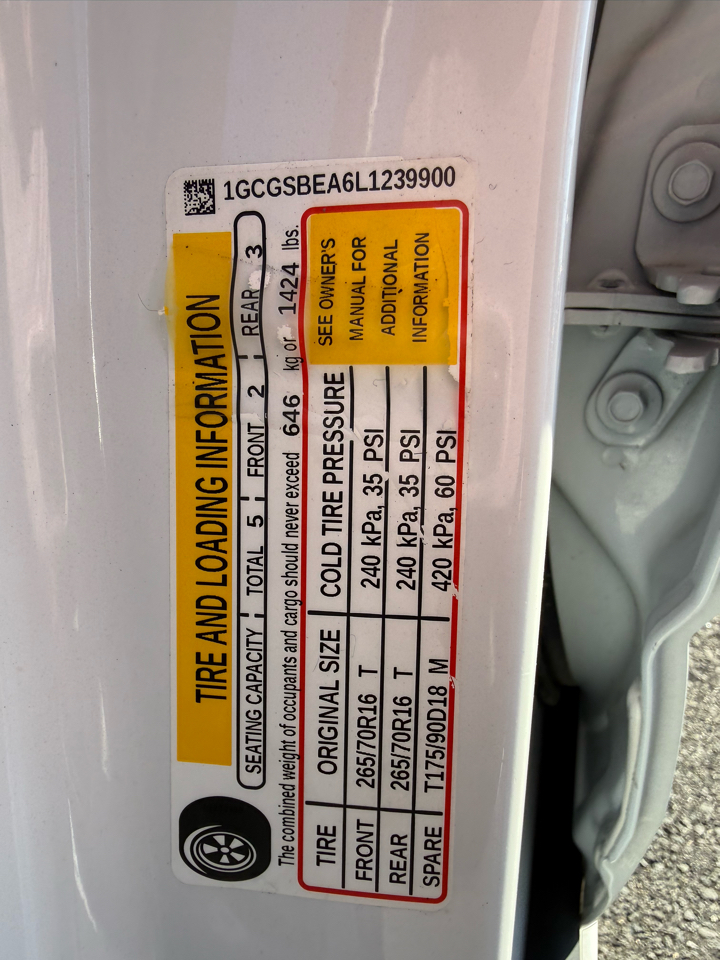 1GCGSBEA6L1239900
TIRE AND LOADING INFORMATION
SEATING CAPACITY TOTAL 5 FRONT 2 REAR 3
The combined weight of occupants and cargo should never exceed 646 kg or 1424 lbs.
TIRE ORIGINAL SIZE COLD TIRE PRESSURE
FRONT 265/70R16 T 240 kPa, 35 PSI
REAR 265/70R16 T 240 kPa, 35 PSI
SPARE T175/90D18 M 420 kPa, 60 PSI
SEE OWNER'S
MANUAL FOR
ADDITIONAL
INFORMATION